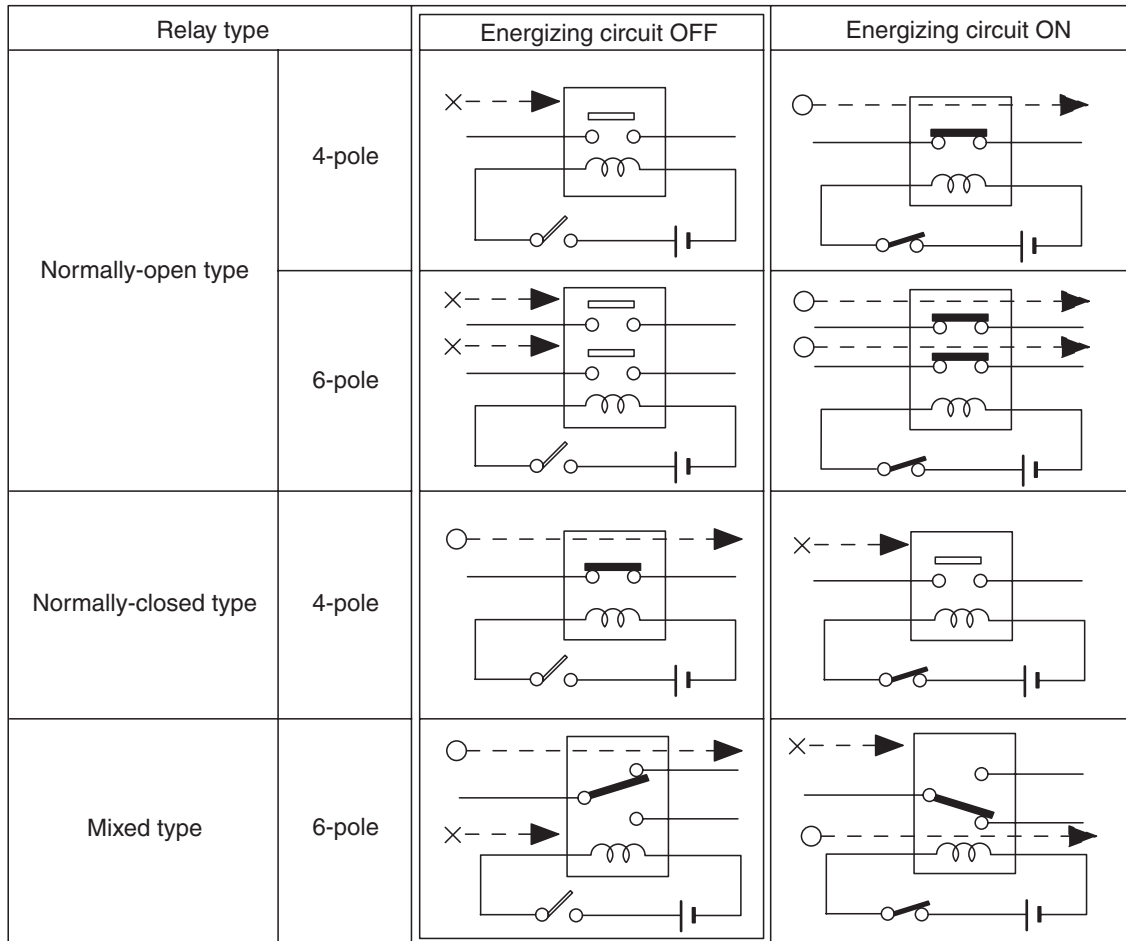 Relay type
Energizing circuit OFF
Energizing circuit ON
Normally-open type
4-pole
6-pole
Normally-closed type
4-pole
Mixed type
6-pole